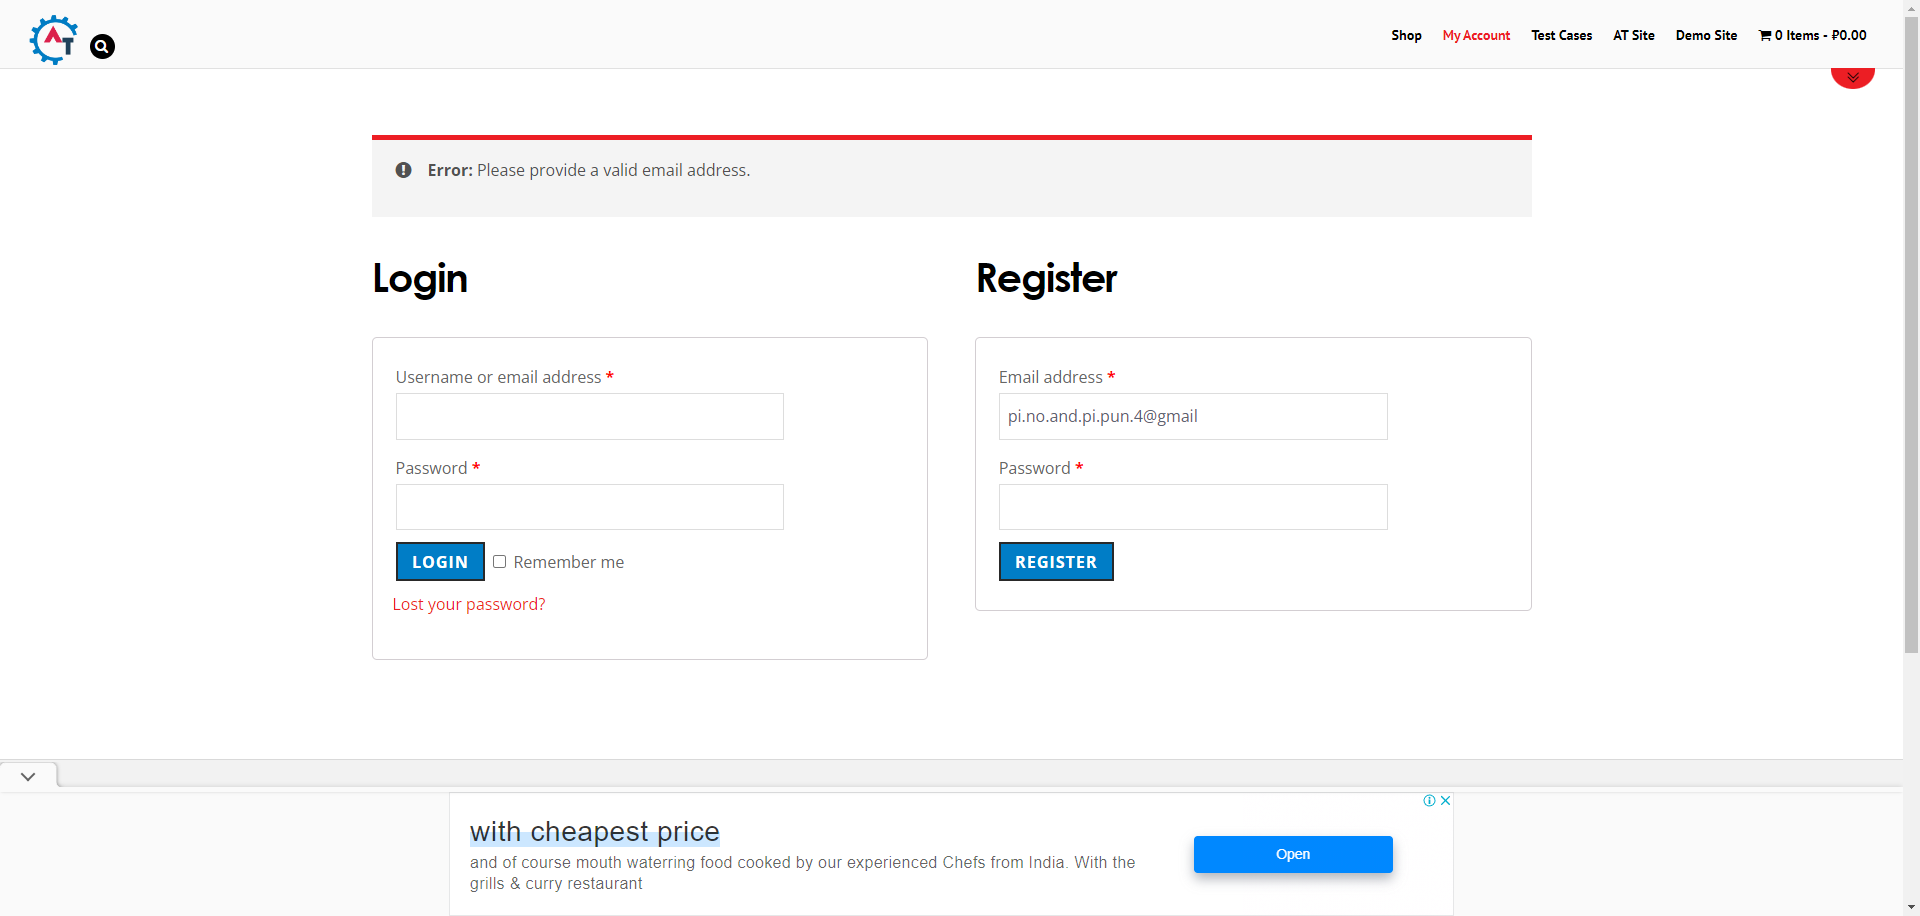 AT
Shop
My Account
Test Cases
AT Site
Demo Site
0 Items - ₽0.00
Error: Please provide a valid email address.
Login
Username or email address *
Password *
LOGIN
Remember me
Lost your password?
Register
Email address *
pi.no.and.pi.pun.4@gmail
Password *
REGISTER
with cheapest price
and of course mouth waterring food cooked by our experienced Chefs from India. With the
grills & curry restaurant
Open